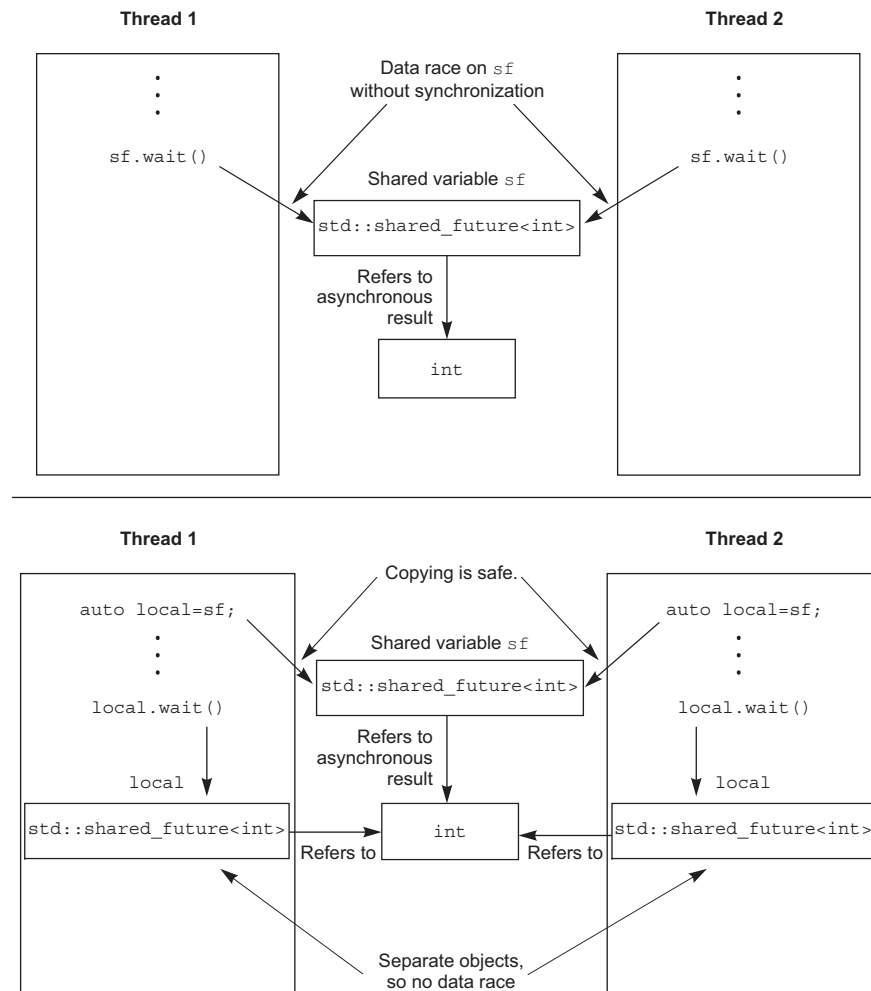 Thread 1
Thread 2
Data race on sf
without synchronization
sf.wait()
sf.wait()
Shared variable sf
std::shared_future<int>
Refers to
asynchronous
result
int
Thread 1
Thread 2
Copying is safe.
auto local=sf;
auto local=sf;
Shared variable sf
std::shared_future<int>
local.wait()
local.wait()
Refers to
asynchronous
result
local
local
std::shared_future<int>
int
std::shared_future<int>
Refers to
Refers to
Separate objects,
so no data race